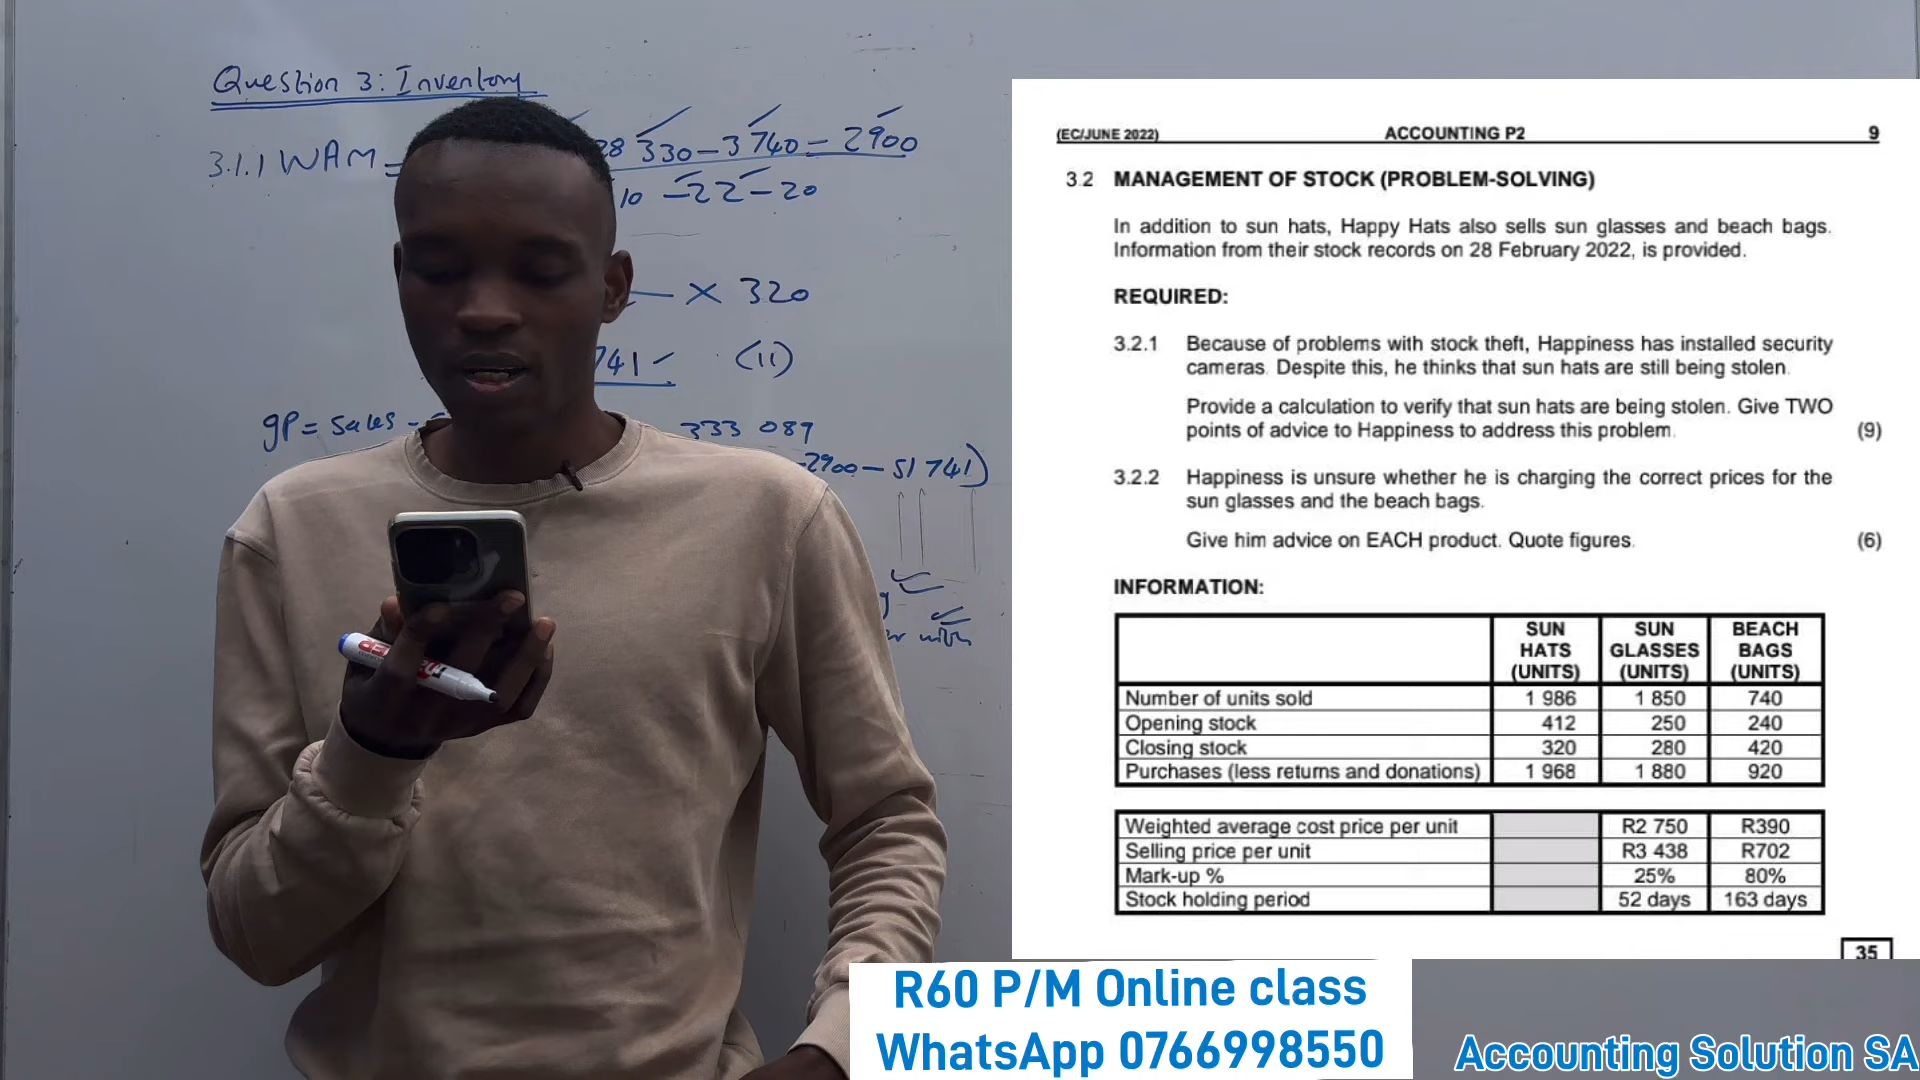 Question 3: Inventory
3.1.1 WAM =
28 330 - 3 740 = 2900
10 - 22 - 20
X 320
741 (11)
gp = Sales -
333 089
2900 - 51 741)
(EC/JUNE 2022) ACCOUNTING P2 9
3.2 MANAGEMENT OF STOCK (PROBLEM-SOLVING)
In addition to sun hats, Happy Hats also sells sun glasses and beach bags.
Information from their stock records on 28 February 2022, is provided.
REQUIRED:
3.2.1 Because of problems with stock theft, Happiness has installed security
cameras. Despite this, he thinks that sun hats are still being stolen.
Provide a calculation to verify that sun hats are being stolen. Give TWO
points of advice to Happiness to address this problem. (9)
3.2.2 Happiness is unsure whether he is charging the correct prices for the
sun glasses and the beach bags.
Give him advice on EACH product. Quote figures. (6)
INFORMATION:
SUN HATS (UNITS) SUN GLASSES (UNITS) BEACH BAGS (UNITS)
Number of units sold 1 986 1 850 740
Opening stock 412 250 240
Closing stock 320 280 420
Purchases (less returns and donations) 1 968 1 880 920
Weighted average cost price per unit R2 750 R390
Selling price per unit R3 438 R702
Mark-up % 25% 80%
Stock holding period 52 days 163 days
35
R60 P/M Online class
WhatsApp 0766998550
Accounting Solution SA